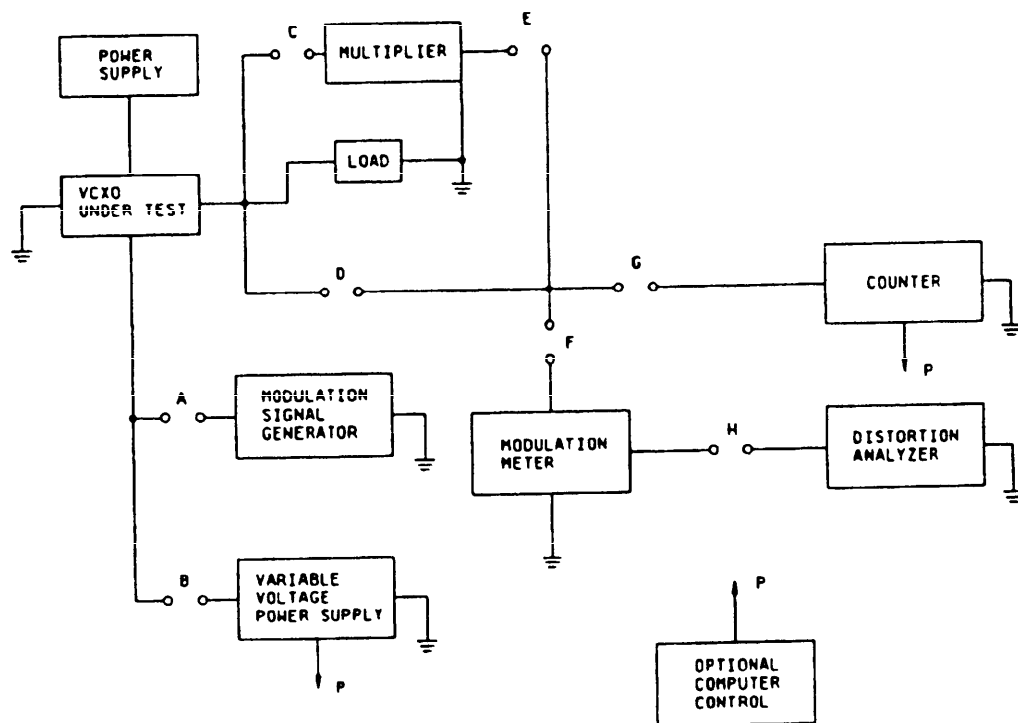 C
E
POWER
SUPPLY
MULTIPLIER
LOAD
VCXO
UNDER TEST
D
G
COUNTER
F
P
A
MODULATION
SIGNAL
GENERATOR
MODULATION
METER
H
DISTORTION
ANALYZER
B
VARIABLE
VOLTAGE
POWER SUPPLY
P
P
OPTIONAL
COMPUTER
CONTROL